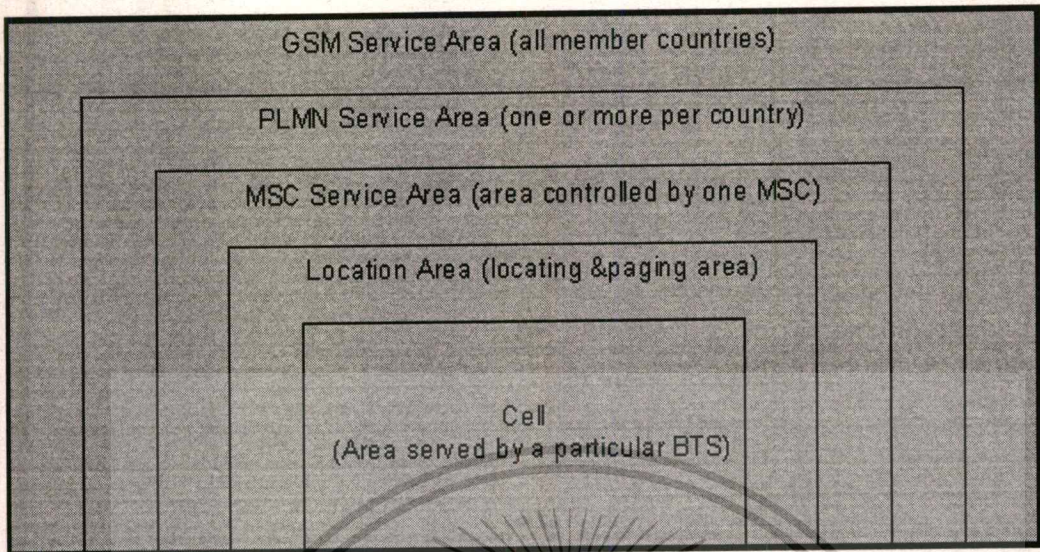 GSM Service Area (all member countries)
PLMN Service Area (one or more per country)
MSC Service Area (area controlled by one MSC)
Location Area (locating &paging area)
Cell
(Area served by a particular BTS)